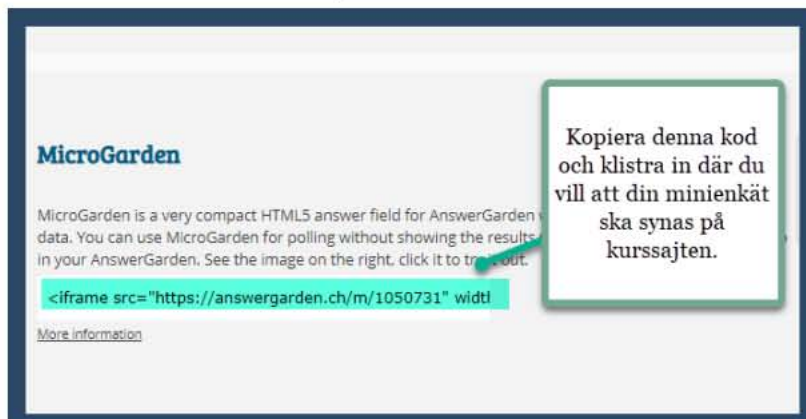 MicroGarden
MicroGarden is a very compact HTML5 answer field for AnswerGarden
data. You can use MicroGarden for polling without showing the results
in your AnswerGarden. See the image on the right, click it to try it out.
<iframe src="https://answergarden.ch/m/1050731" widtl
More information
Kopiera denna kod
och klistra in där du
vill att din minienkät
ska synas på
kurssajten.